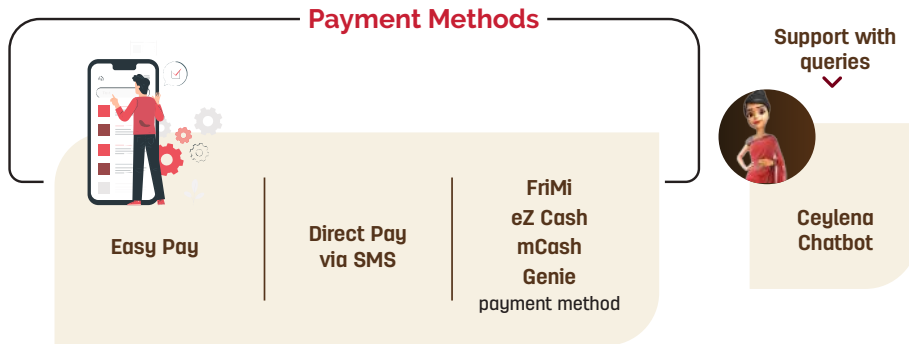 Payment Methods
Support with
queries
Easy Pay
Direct Pay
via SMS
FriMi
eZ Cash
mCash
Genie
payment method
Ceylena
Chatbot